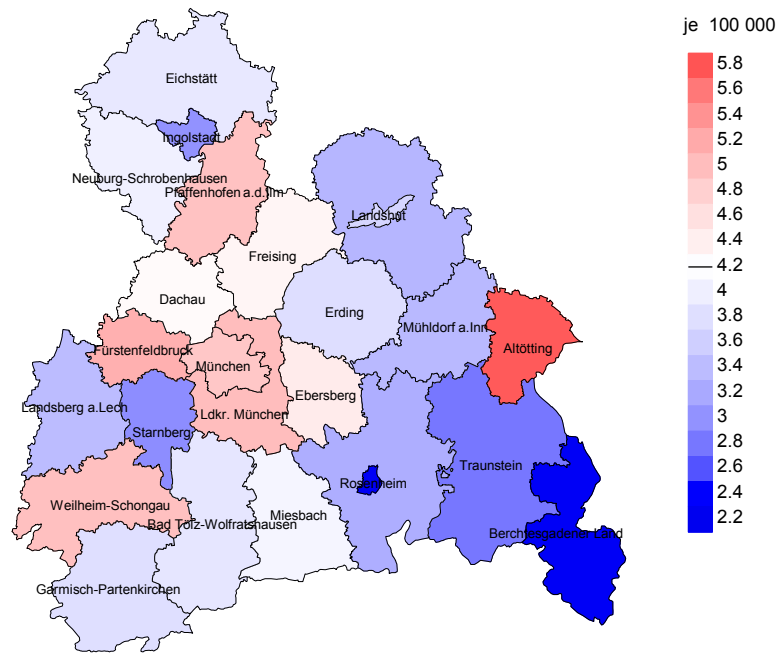 je 100 000
5.8
5.6
5.4
5.2
5
4.8
4.6
4.4
4.2
4
3.8
3.6
3.4
3.2
3
2.8
2.6
2.4
2.2
Eichstätt
Ingolstadt
Neuburg-Schrobenhausen
Pfaffenhofen a.d.Ilm
Landshut
Freising
Dachau
Erding
Mühldorf a.Inn
Altötting
Fürstenfeldbruck
München
Ebersberg
Landsberg a.Lech
Ldkr. München
Starnberg
Traunstein
Rosenheim
Weilheim-Schongau
Miesbach
Bad Tölz-Wolfratshausen
Berchtesgadener Land
Garmisch-Partenkirchen